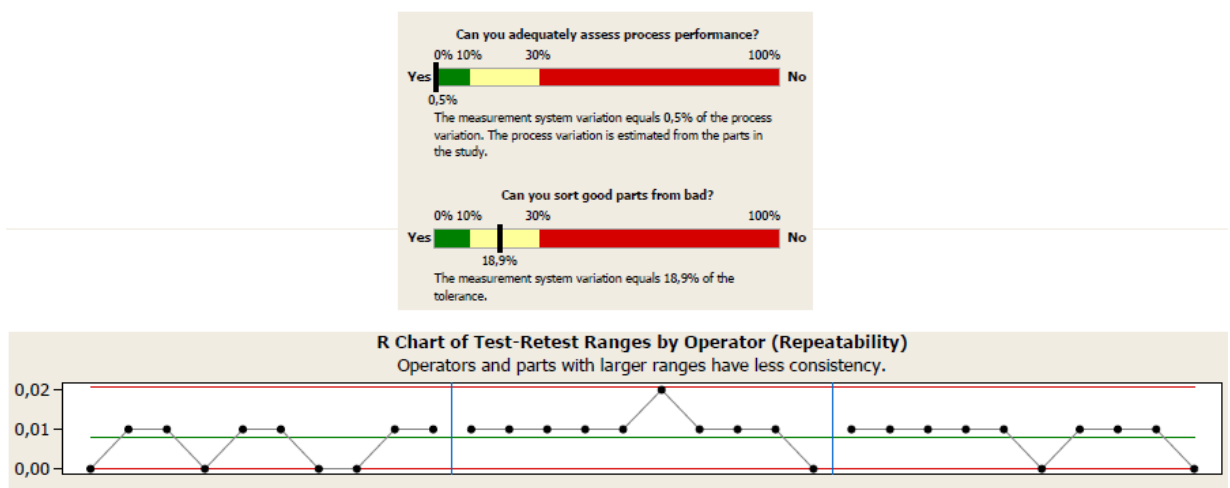 Can you adequately assess process performance?
0% 10% 30% 100%
Yes No
0,5%
The measurement system variation equals 0,5% of the process
variation. The process variation is estimated from the parts in
the study.
Can you sort good parts from bad?
0% 10% 30% 100%
Yes No
18,9%
The measurement system variation equals 18,9% of the
tolerance.
R Chart of Test-Retest Ranges by Operator (Repeatability)
Operators and parts with larger ranges have less consistency.
0,02
0,01
0,00